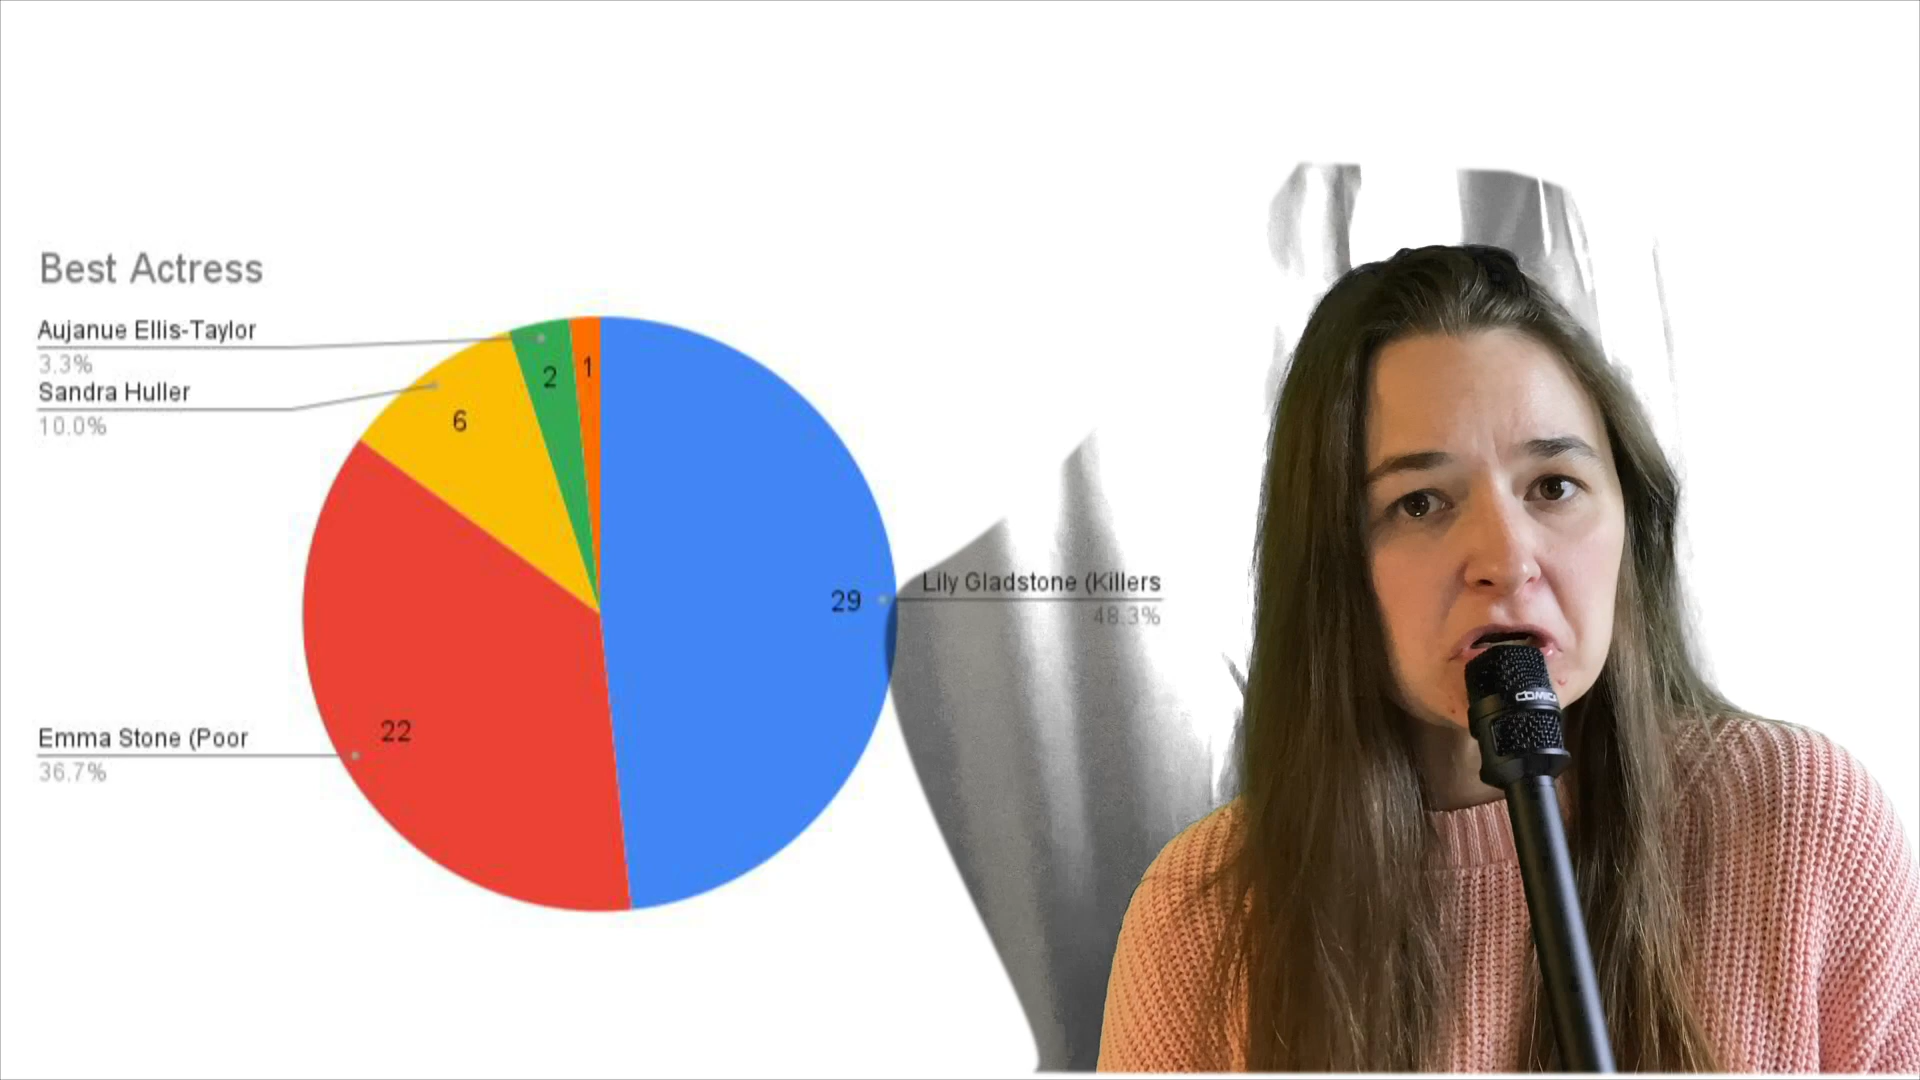 Best Actress
Aujanue Ellis-Taylor
3.3%
Sandra Huller
10.0%
Emma Stone (Poor
36.7%
6
2
1
22
29
Lily Gladstone (Killers
48.3%